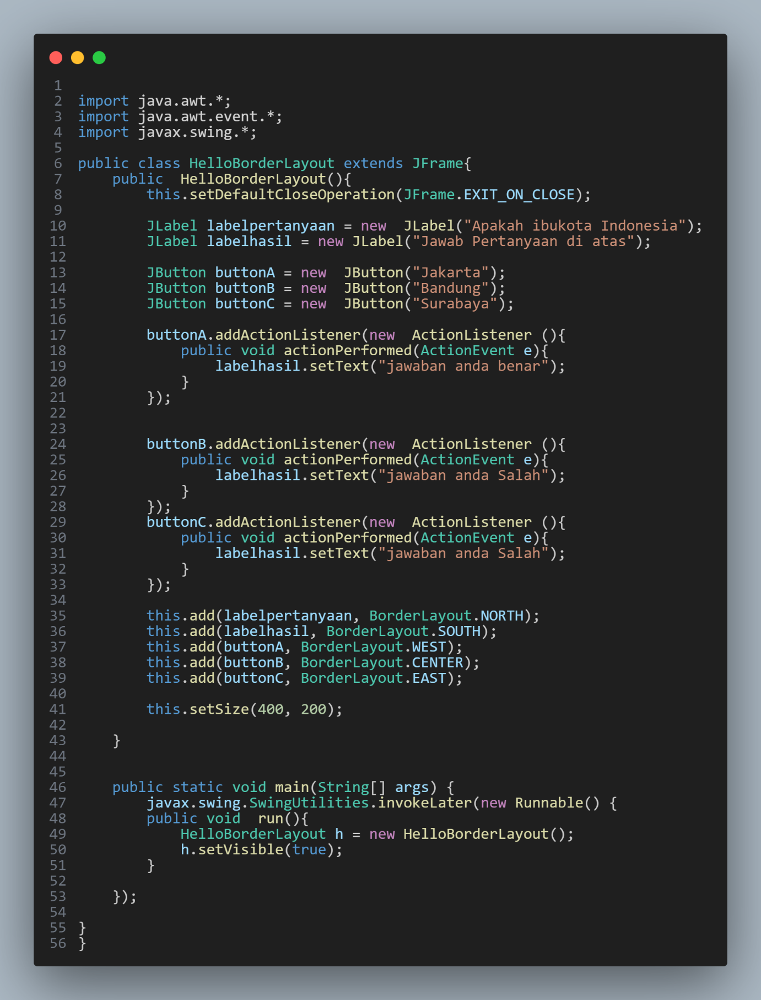 1
2 import java.awt.*;
3 import java.awt.event.*;
4 import javax.swing.*;
5
6 public class HelloBorderLayout extends JFrame{
7     public  HelloBorderLayout(){
8         this.setDefaultCloseOperation(JFrame.EXIT_ON_CLOSE);
9
10         JLabel labelpertanyaan = new  JLabel("Apakah ibukota Indonesia");
11         JLabel labelhasil = new JLabel("Jawab Pertanyaan di atas");
12
13         JButton buttonA = new  JButton("Jakarta");
14         JButton buttonB = new  JButton("Bandung");
15         JButton buttonC = new  JButton("Surabaya");
16
17         buttonA.addActionListener(new  ActionListener (){
18             public void actionPerformed(ActionEvent e){
19                 labelhasil.setText("jawaban anda benar");
20             }
21         });
22
23
24         buttonB.addActionListener(new  ActionListener (){
25             public void actionPerformed(ActionEvent e){
26                 labelhasil.setText("jawaban anda Salah");
27             }
28         });
29         buttonC.addActionListener(new  ActionListener (){
30             public void actionPerformed(ActionEvent e){
31                 labelhasil.setText("jawaban anda Salah");
32             }
33         });
34
35         this.add(labelpertanyaan, BorderLayout.NORTH);
36         this.add(labelhasil, BorderLayout.SOUTH);
37         this.add(buttonA, BorderLayout.WEST);
38         this.add(buttonB, BorderLayout.CENTER);
39         this.add(buttonC, BorderLayout.EAST);
40
41         this.setSize(400, 200);
42
43     }
44
45
46     public static void main(String[] args) {
47         javax.swing.SwingUtilities.invokeLater(new Runnable() {
48         public void  run(){
49             HelloBorderLayout h = new HelloBorderLayout();
50             h.setVisible(true);
51         }
52
53     });
54
55 }
56 }